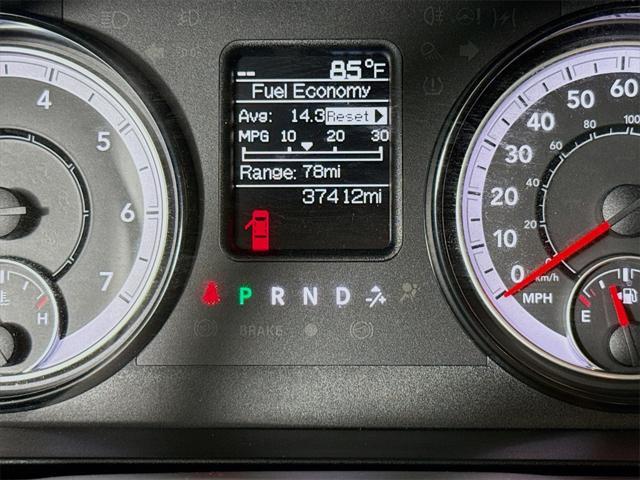 -- 85°F
Fuel Economy
Avg: 14.3 Reset
MPG 10 20 30
Range: 78mi
37412mi
P R N D
BRAKE
4
5
6
7
H
60
50
40
30
20
10
0
100
80
60
40
20
0
km/h
MPH
E